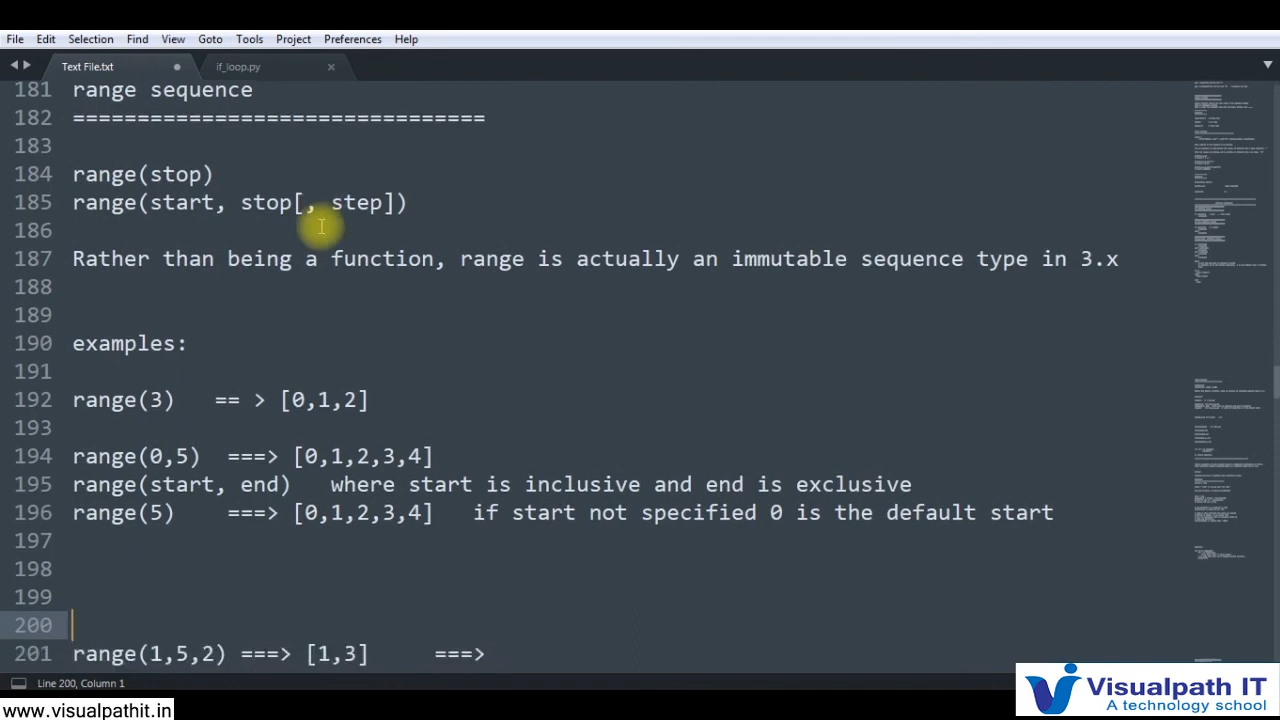 File Edit Selection Find View Goto Tools Project Preferences Help
Text File.txt if_loop.py
181 range sequence
182 ================================
183
184 range(stop)
185 range(start, stop[, step])
186
187 Rather than being a function, range is actually an immutable sequence type in 3.x
188
189
190 examples:
191
192 range(3)   == > [0,1,2]
193
194 range(0,5)  ===> [0,1,2,3,4]
195 range(start, end)   where start is inclusive and end is exclusive
196 range(5)    ===> [0,1,2,3,4]   if start not specified 0 is the default start
197
198
199
200
201 range(1,5,2) ===> [1,3]     ===>
Line 200, Column 1
Visualpath IT
A technology school
www.visualpathit.in